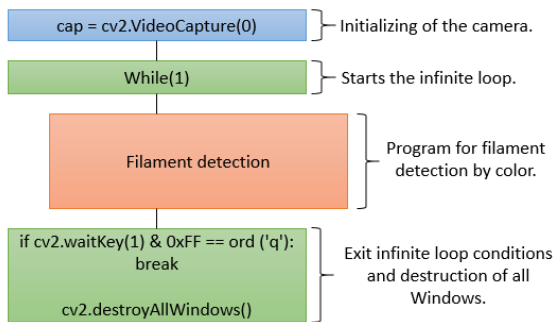 cap = cv2.VideoCapture(0)
Initializing of the camera.
While(1)
Starts the infinite loop.
Filament detection
Program for filament
detection by color.
if cv2.waitKey(1) & 0xFF == ord ('q'):
break
cv2.destroyAllWindows()
Exit infinite loop conditions
and destruction of all
Windows.